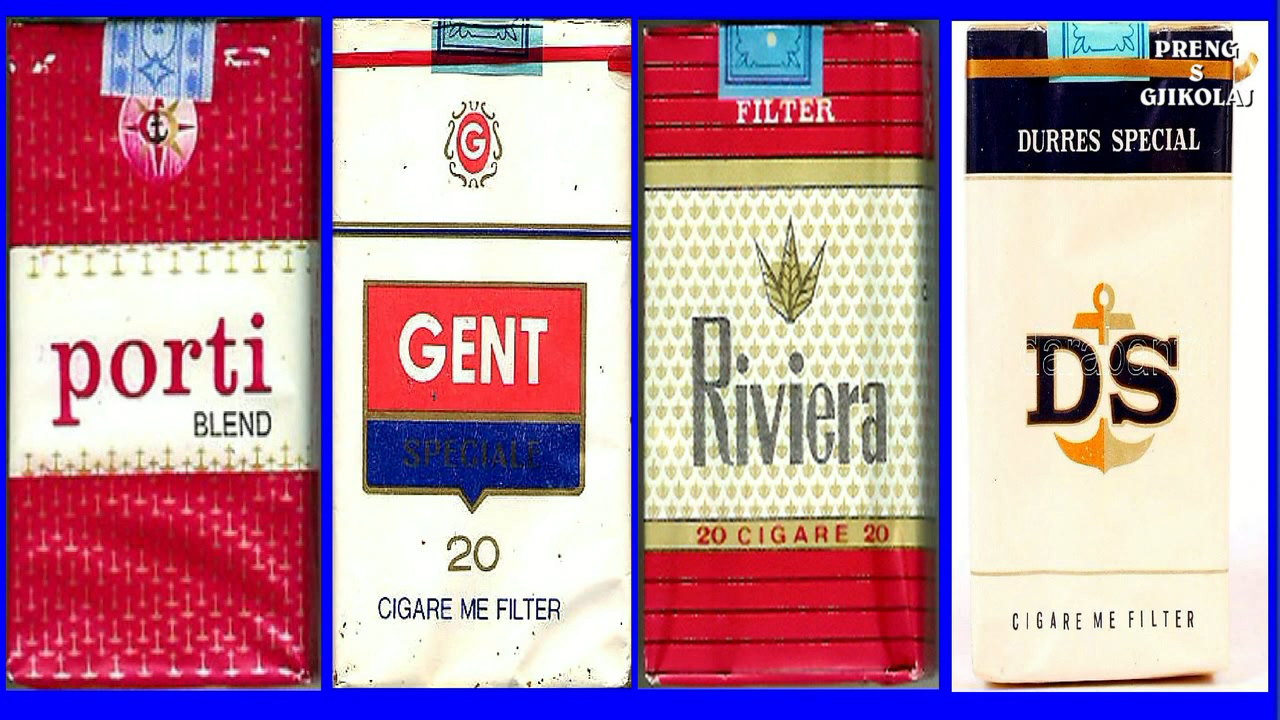 porti
BLEND
G
GENT
SPECIALE
20
CIGARE ME FILTER
FILTER
Riviera
20 CIGARE 20
PRENG
S
GJIKOLAJ
DURRES SPECIAL
DS
CIGARE ME FILTER